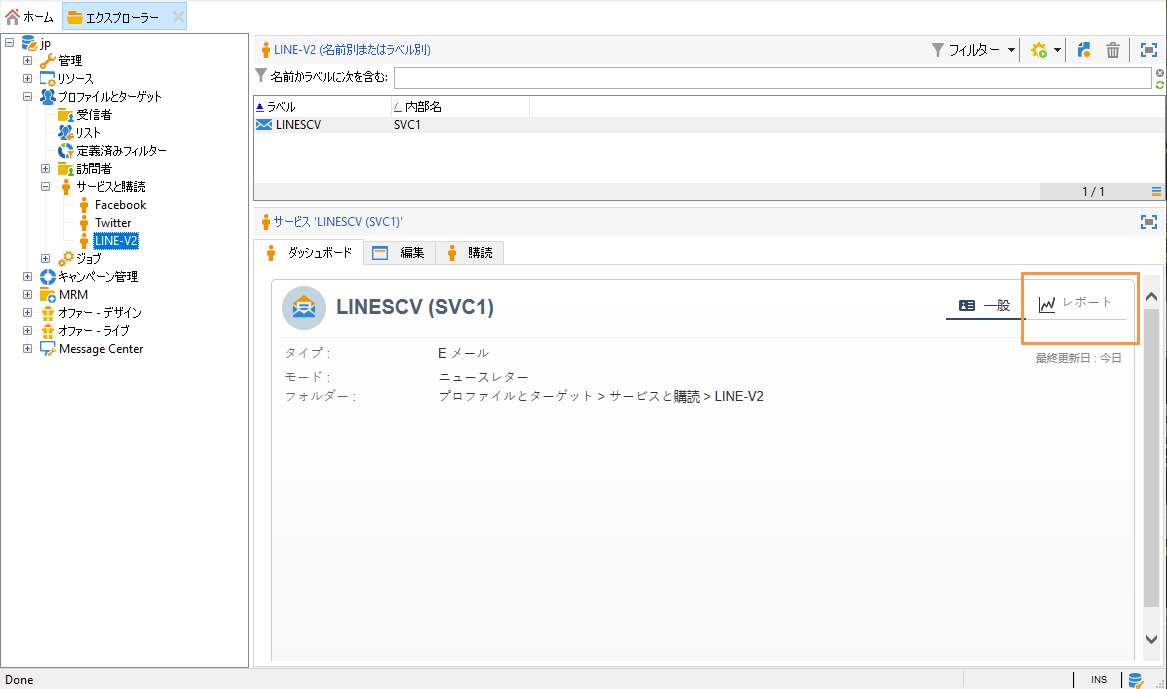 ホーム エクスプローラー
jp
管理
リソース
プロファイルとターゲット
受信者
リスト
定義済みフィルター
訪問者
サービスと購読
Facebook
Twitter
LINE-V2
ジョブ
キャンペーン管理
MRM
オファー - デザイン
オファー - ライブ
Message Center
LINE-V2 (名前別またはラベル別) フィルター
名前かラベルに次を含む:
ラベル 内部名
LINESCV SVC1
1 / 1
サービス 'LINESCV (SVC1)'
ダッシュボード 編集 購読
LINESCV (SVC1) 一般 レポート
最終更新日 : 今日
タイプ : E メール
モード : ニュースレター
フォルダー : プロファイルとターゲット > サービスと購読 > LINE-V2
Done INS